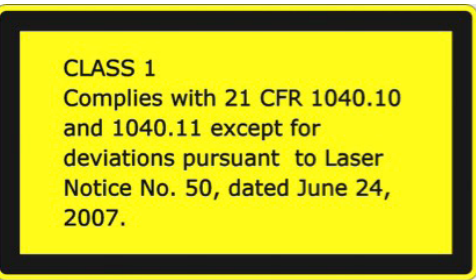 CLASS 1
Complies with 21 CFR 1040.10
and 1040.11 except for
deviations pursuant  to Laser
Notice No. 50, dated June 24,
2007.